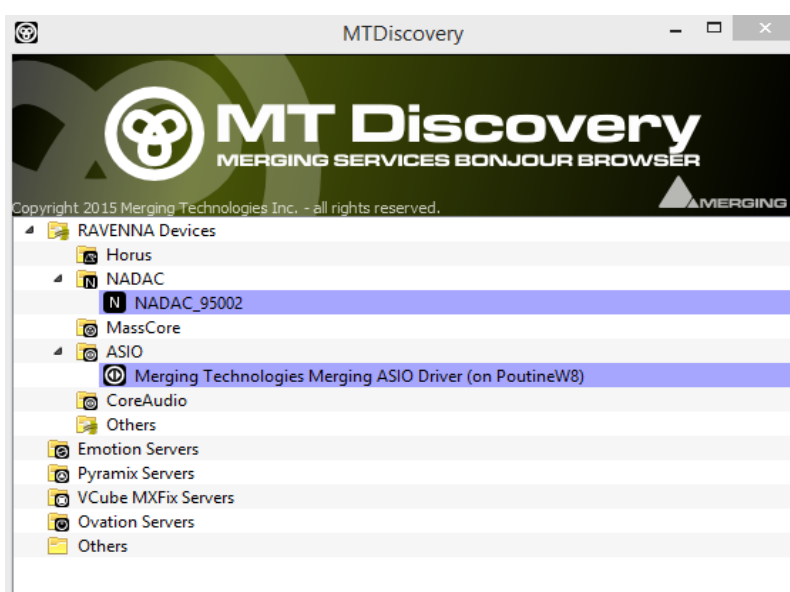 MTDiscovery
MT Discovery
MERGING SERVICES BONJOUR BROWSER
Copyright 2015 Merging Technologies Inc. - all rights reserved.
MERGING
RAVENNA Devices
Horus
NADAC
N NADAC_95002
MassCore
ASIO
Merging Technologies Merging ASIO Driver (on PoutineW8)
CoreAudio
Others
Emotion Servers
Pyramix Servers
VCube MXFix Servers
Ovation Servers
Others